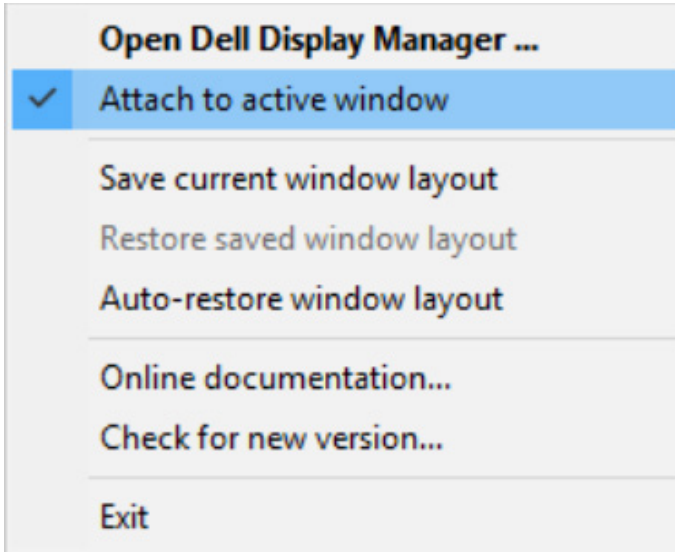 Open Dell Display Manager ...
Attach to active window
Save current window layout
Restore saved window layout
Auto-restore window layout
Online documentation...
Check for new version...
Exit